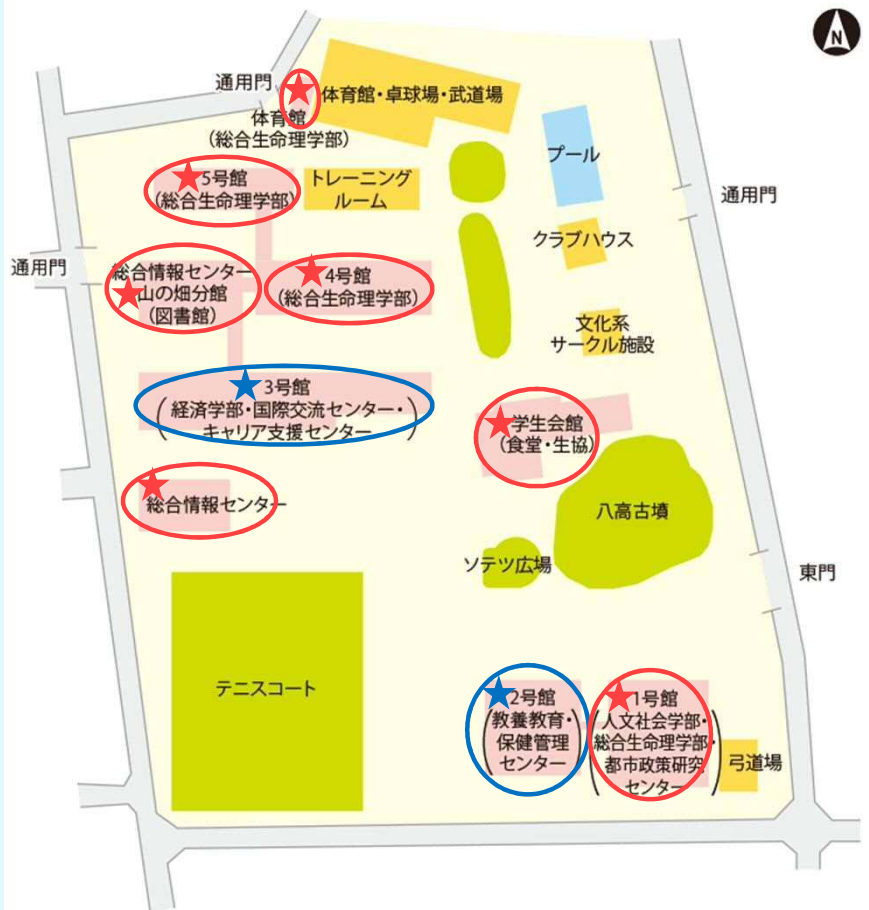 N
通用門
体育館・卓球場・武道場
体育館
(総合生命理学部)
プール
5号館
(総合生命理学部)
トレーニング
ルーム
通用門
クラブハウス
通用門
総合情報センター
山の畑分館
(図書館)
4号館
(総合生命理学部)
文化系
サークル施設
3号館
(経済学部・国際交流センター・
キャリア支援センター)
学生会館
(食堂・生協)
総合情報センター
八高古墳
ソテツ広場
東門
テニスコート
2号館
(教養教育・
保健管理
センター)
1号館
(人文社会学部・
総合生命理学部・
都市政策研究
センター)
弓道場